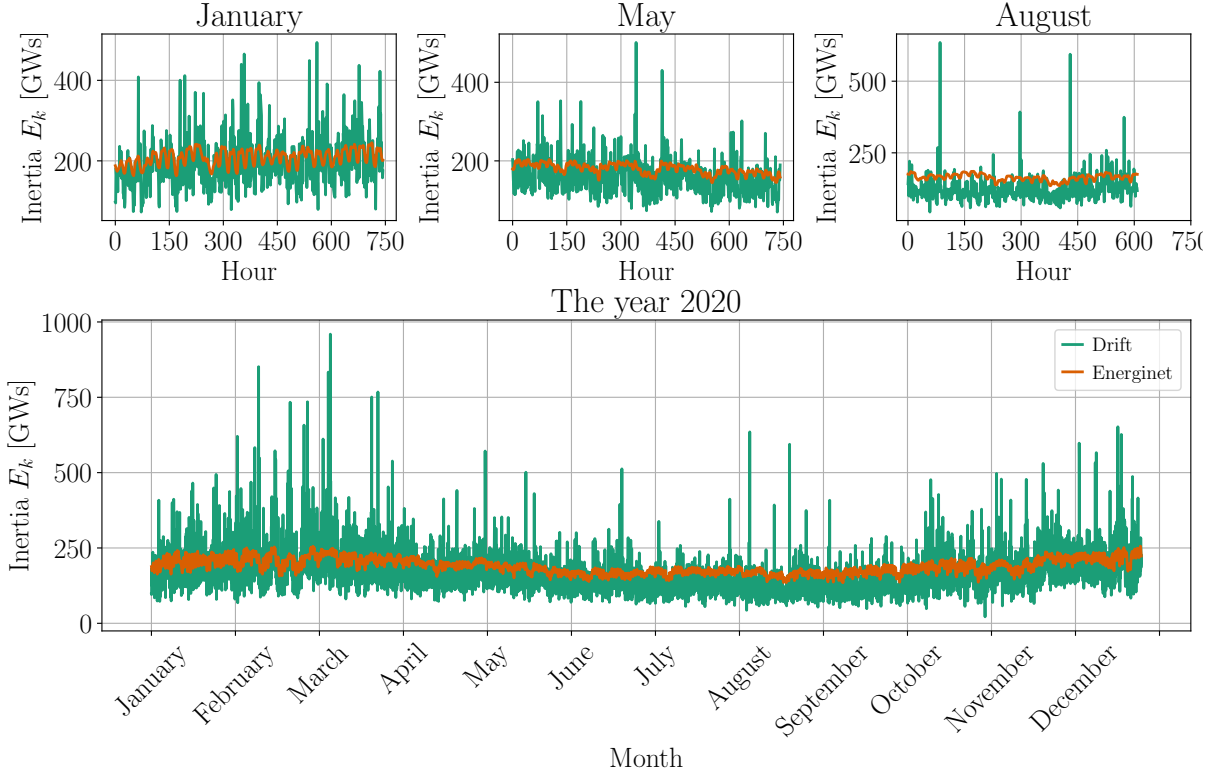 January
Inertia E_k [GWs]
400
200
0 150 300 450 600 750
Hour
May
Inertia E_k [GWs]
400
200
0 150 300 450 600 750
Hour
August
Inertia E_k [GWs]
500
250
0 150 300 450 600 750
Hour
The year 2020
Inertia E_k [GWs]
1000
750
500
250
0
Drift
Energinet
January February March April May June July August September October November December
Month